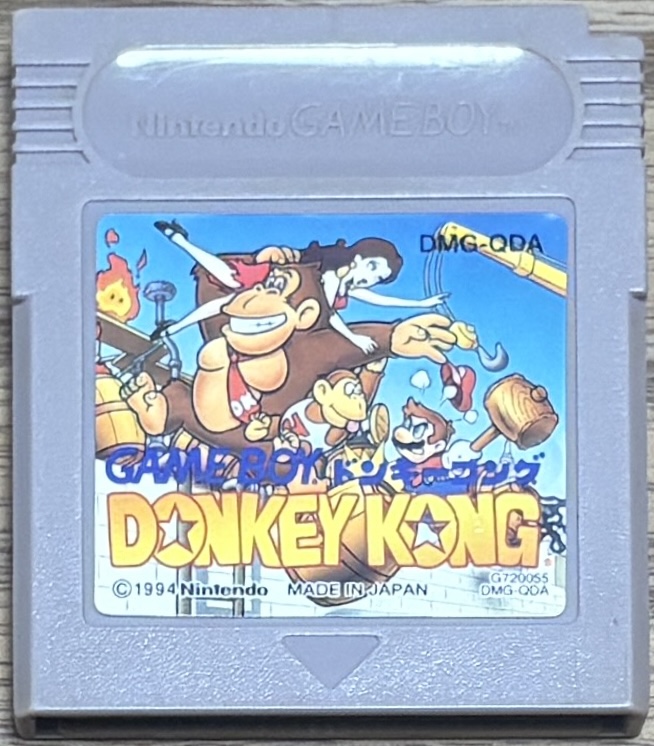 Nintendo GAME BOY™
DMG-QDA
GAME BOY ドンキーコング
DONKEY KONG
©1994 Nintendo MADE IN JAPAN
G720055
DMG-QDA